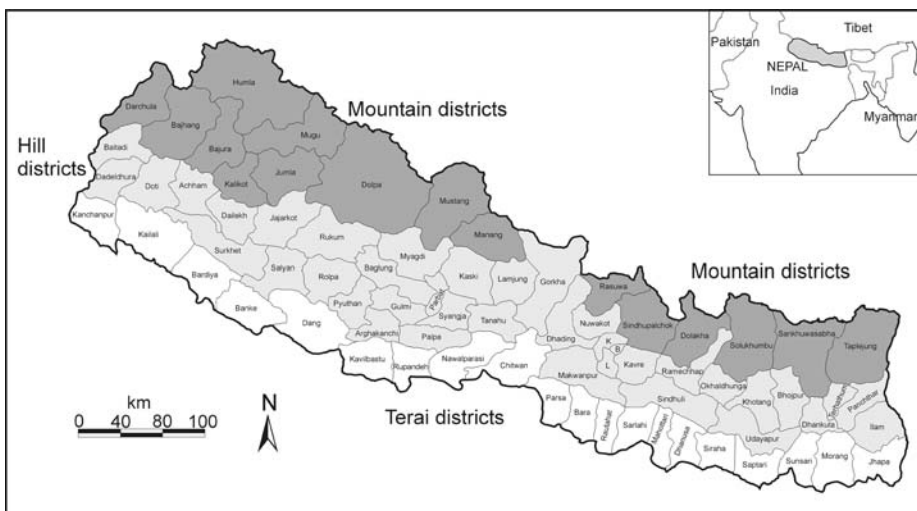 Pakistan
Tibet
NEPAL
India
Myanmar
Mountain districts
Hill
districts
Humla
Darchula
Bajhang
Mugu
Bajura
Baitadi
Jumla
Kalikot
Dolpa
Dadeldhura
Doti
Achham
Mustang
Manang
Dailekh
Jajarkot
Kanchanpur
Kailali
Rukum
Myagdi
Surkhet
Kaski
Lamjung
Gorkha
Bardiya
Salyan
Rolpa
Baglung
Parbat
Banke
Pyuthan
Gulmi
Syangja
Tanahu
Dang
Arghakanchi
Palpa
Dhading
Kavilbastu
Rupandeh
Nawalparasi
Chitwan
Mountain districts
Rasuwa
Nuwakot
Sindhupalchok
Dolakha
Solukhumbu
Sankhuwasabha
Taplejung
K
B
L
Kavre
Ramechhap
Makwanpur
Okhaldhunga
Khotang
Bhojpur
Terhathum
Panchthar
Sindhuli
Dhankuta
Ilam
Parsa
Bara
Rautahat
Sarlahi
Mahottari
Dhanusa
Siraha
Udayapur
Saptari
Sunsari
Morang
Jhapa
Terai districts
km
0 40 60 80 100
N